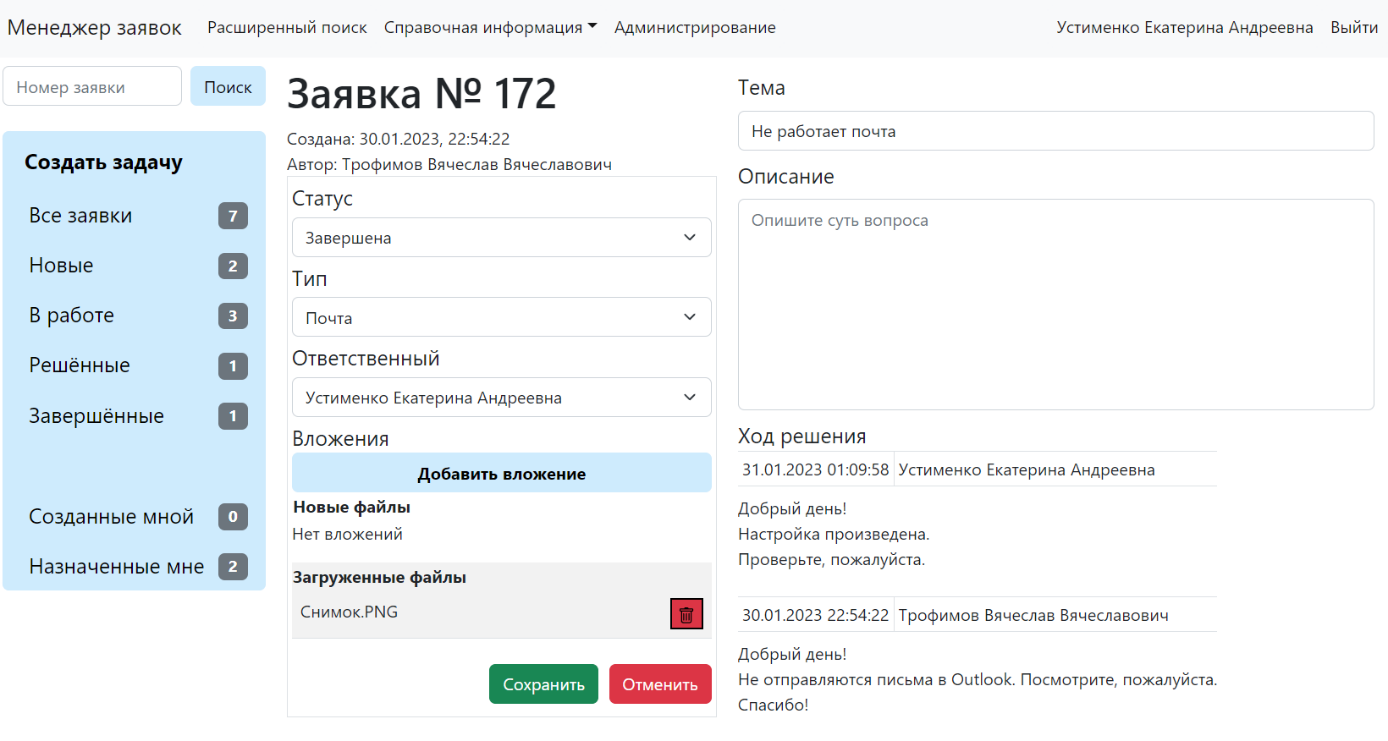 Менеджер заявок Расширенный поиск Справочная информация Администрирование Устименко Екатерина Андреевна Выйти
Номер заявки Поиск
Создать задачу
Все заявки 7
Новые 2
В работе 3
Решённые 1
Завершённые 1
Созданные мной 0
Назначенные мне 2
Заявка № 172
Создана: 30.01.2023, 22:54:22
Автор: Трофимов Вячеслав Вячеславович
Статус
Завершена
Тип
Почта
Ответственный
Устименко Екатерина Андреевна
Вложения
Добавить вложение
Новые файлы
Нет вложений
Загруженные файлы
Снимок.PNG
Сохранить Отменить
Тема
Не работает почта
Описание
Опишите суть вопроса
Ход решения
31.01.2023 01:09:58 Устименко Екатерина Андреевна
Добрый день!
Настройка произведена.
Проверьте, пожалуйста.
30.01.2023 22:54:22 Трофимов Вячеслав Вячеславович
Добрый день!
Не отправляются письма в Outlook. Посмотрите, пожалуйста.
Спасибо!